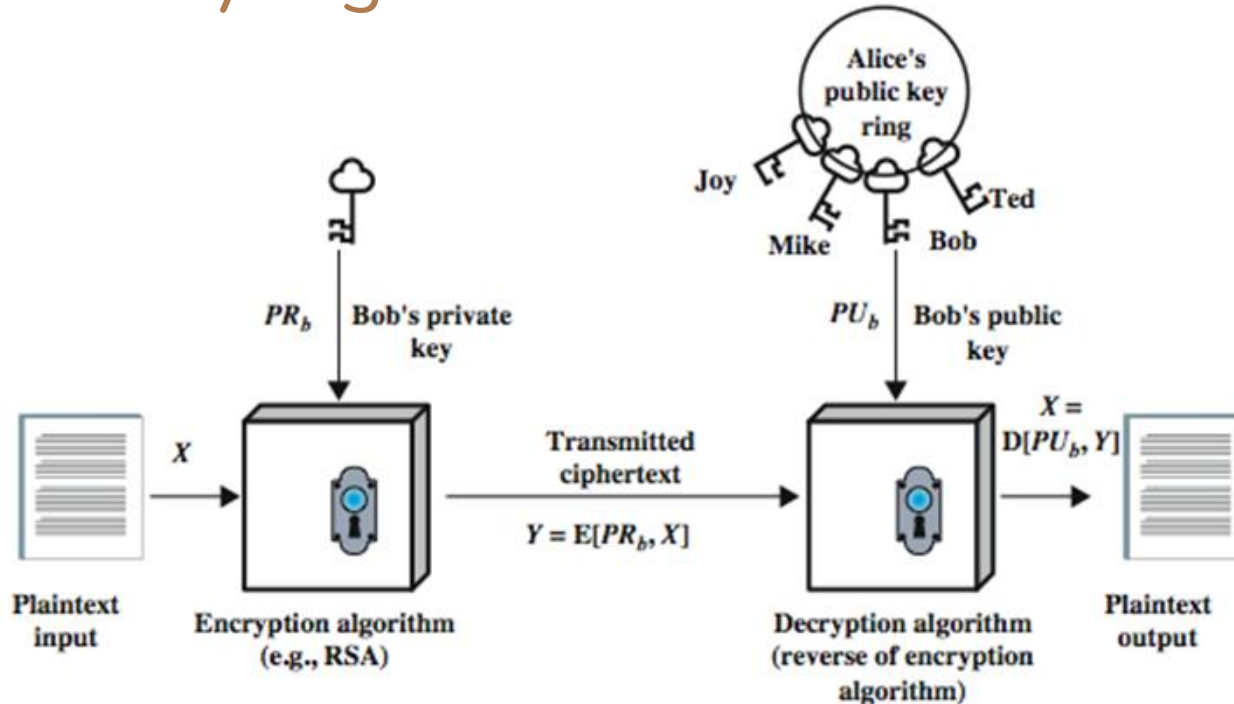 Alice's
public key
ring
Joy
Mike
Bob
Ted
PR_b
Bob's private
key
PU_b
Bob's public
key
X
Transmitted
ciphertext
Y = E[PR_b, X]
X =
D[PU_b, Y]
Plaintext
input
Encryption algorithm
(e.g., RSA)
Decryption algorithm
(reverse of encryption
algorithm)
Plaintext
output